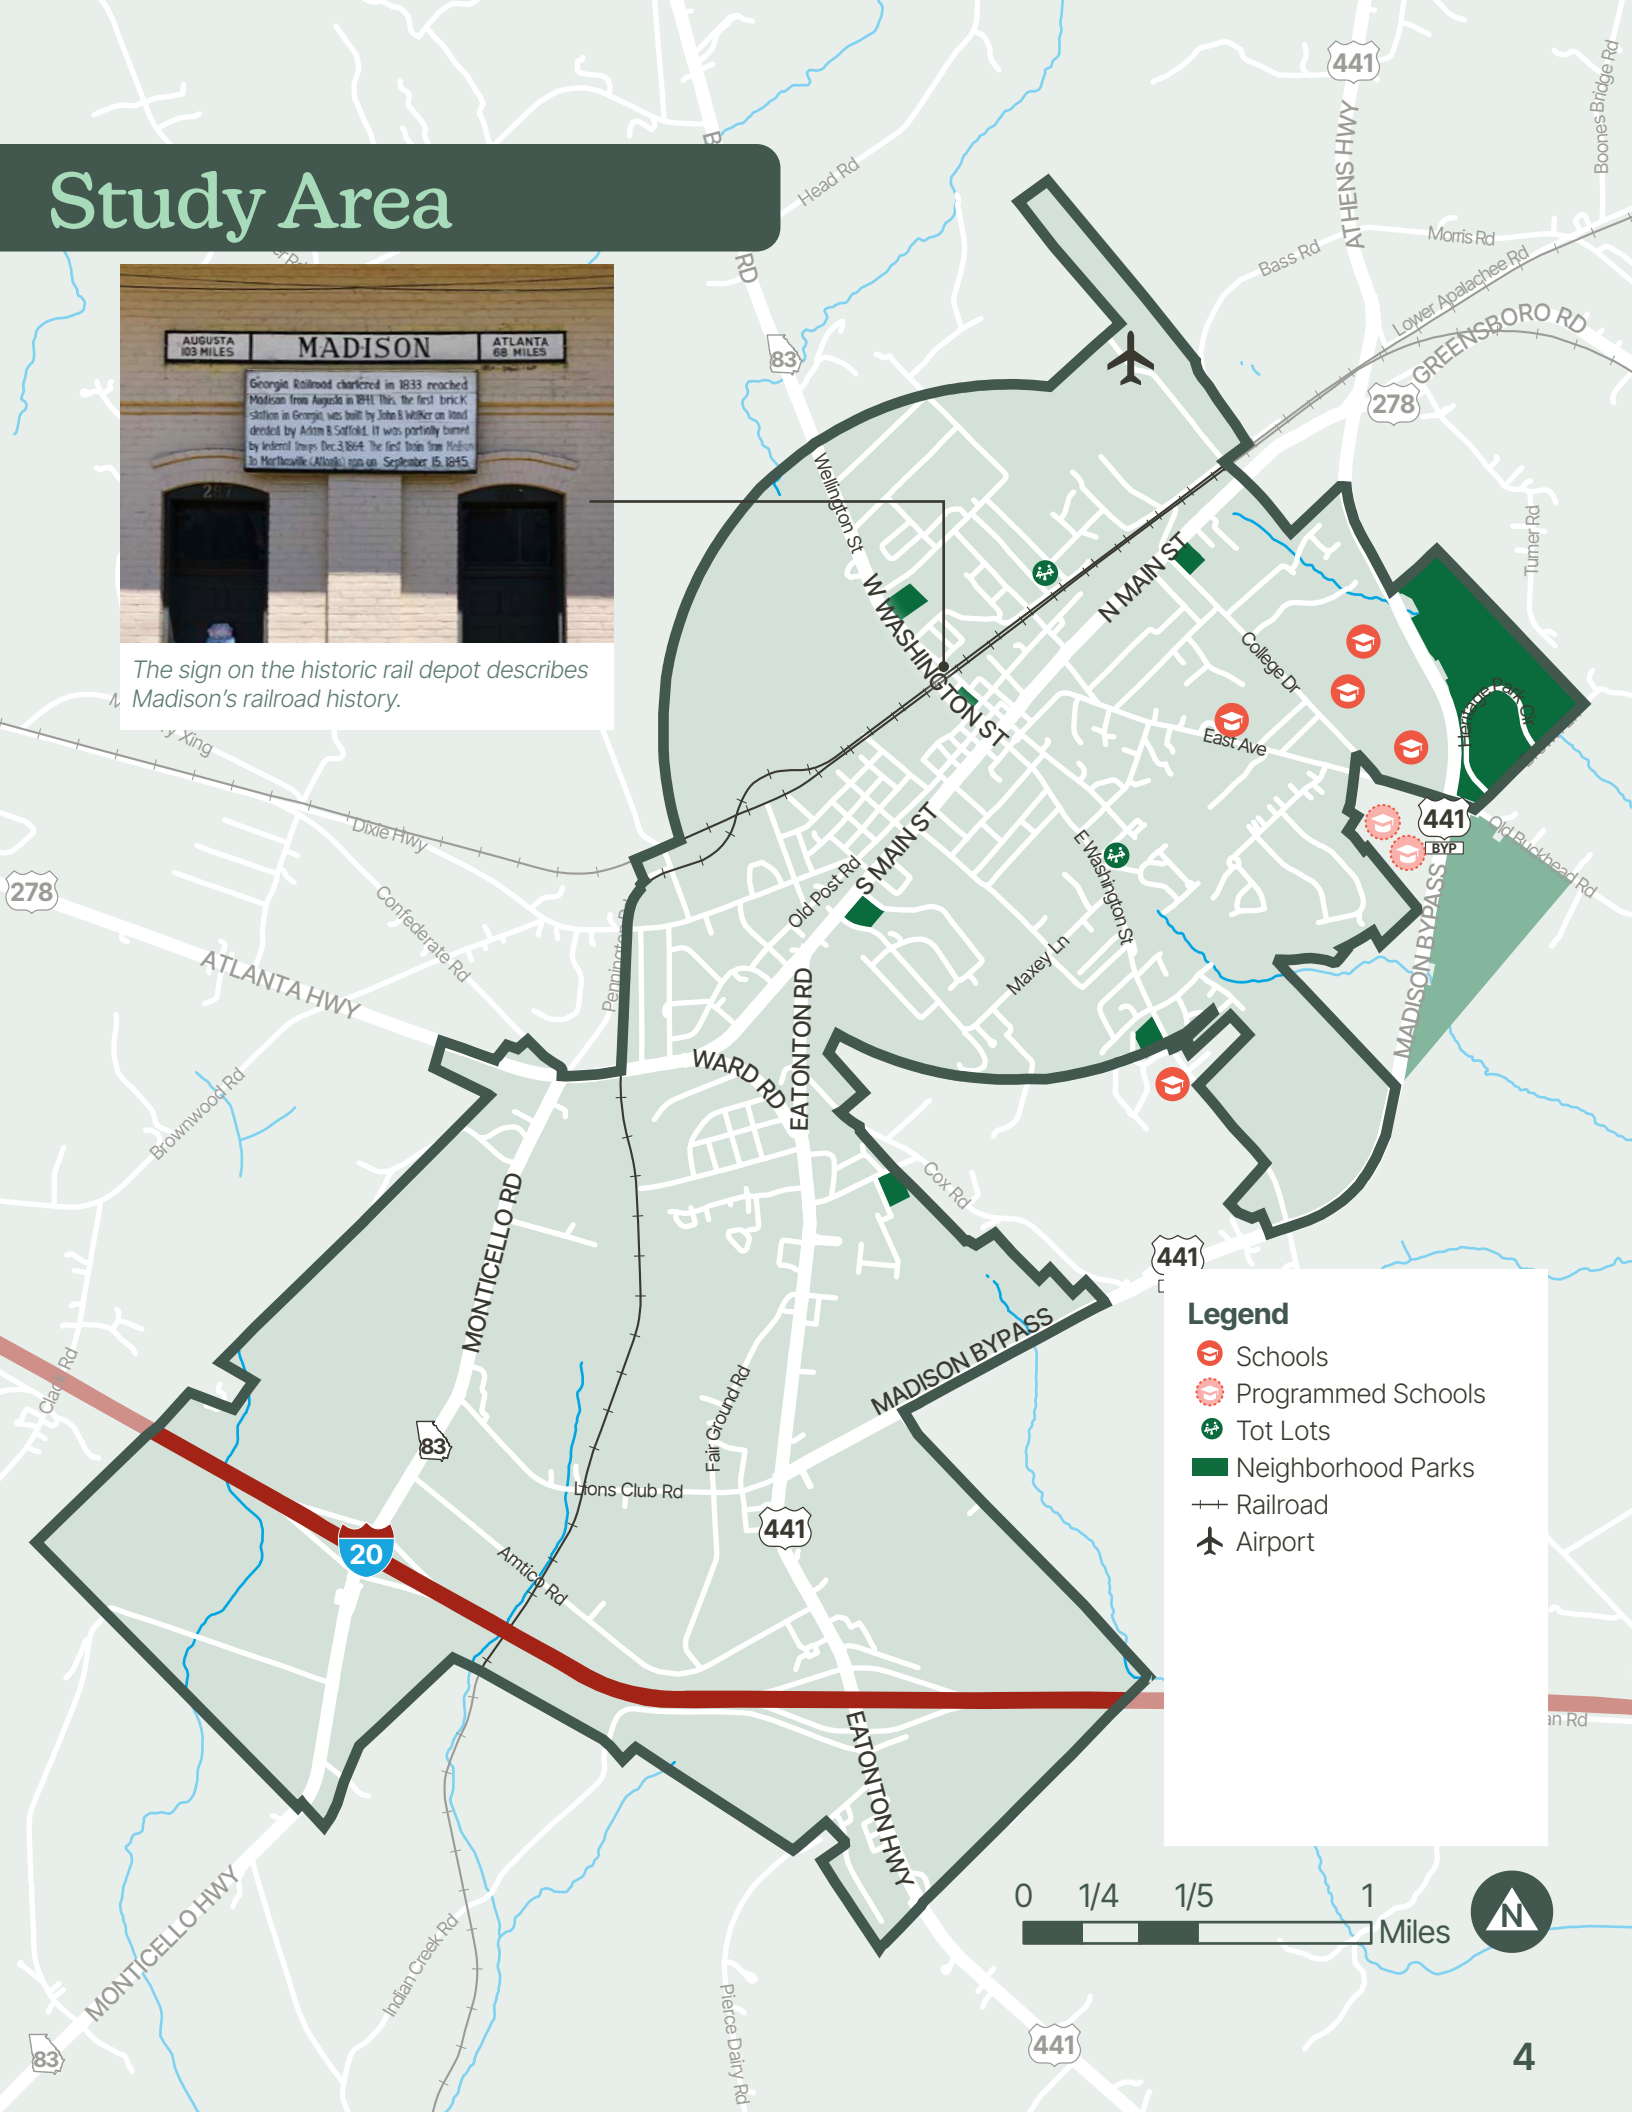 Study Area
AUGUSTA
103 MILES
MADISON
ATLANTA
68 MILES
Georgia Railroad chartered in 1833 reached
Madison from Augusta in 1841. This, the first brick
station in Georgia, was built by John B. Walker on land
deeded by Adam B. Saffold. It was partially burned
by federal troops Dec. 3, 1864. The first train from Madison
to Marthasville (Atlanta) ran on September 15, 1845.
287
The sign on the historic rail depot describes
Madison's railroad history.
441
ATHENS HWY
Boones Bridge Rd
Head Rd
RD
83
Bass Rd
Morris Rd
Lower Apalachee Rd
GREENSBORO RD
278
Turner Rd
Wellington St
W WASHINGTON ST
N MAIN ST
College Dr
East Ave
Heritage Park Cir
441
BYP
Old Buckhead Rd
MADISON BYPASS
y Xing
Dixie Hwy
278
Confederate Rd
ATLANTA HWY
Pennington Rd
Old Post Rd
S MAIN ST
E Washington St
Maxey Ln
EATONTON RD
WARD RD
Brownwood Rd
Cox Rd
MONTICELLO RD
441
MADISON BYPASS
Clack Rd
83
Fair Ground Rd
Lions Club Rd
441
20
Amtico Rd
EATONTON HWY
an Rd
Legend
Schools
Programmed Schools
Tot Lots
Neighborhood Parks
Railroad
Airport
0 1/4 1/5 1
Miles
N
MONTICELLO HWY
Indian Creek Rd
Pierce Dairy Rd
83
441
4